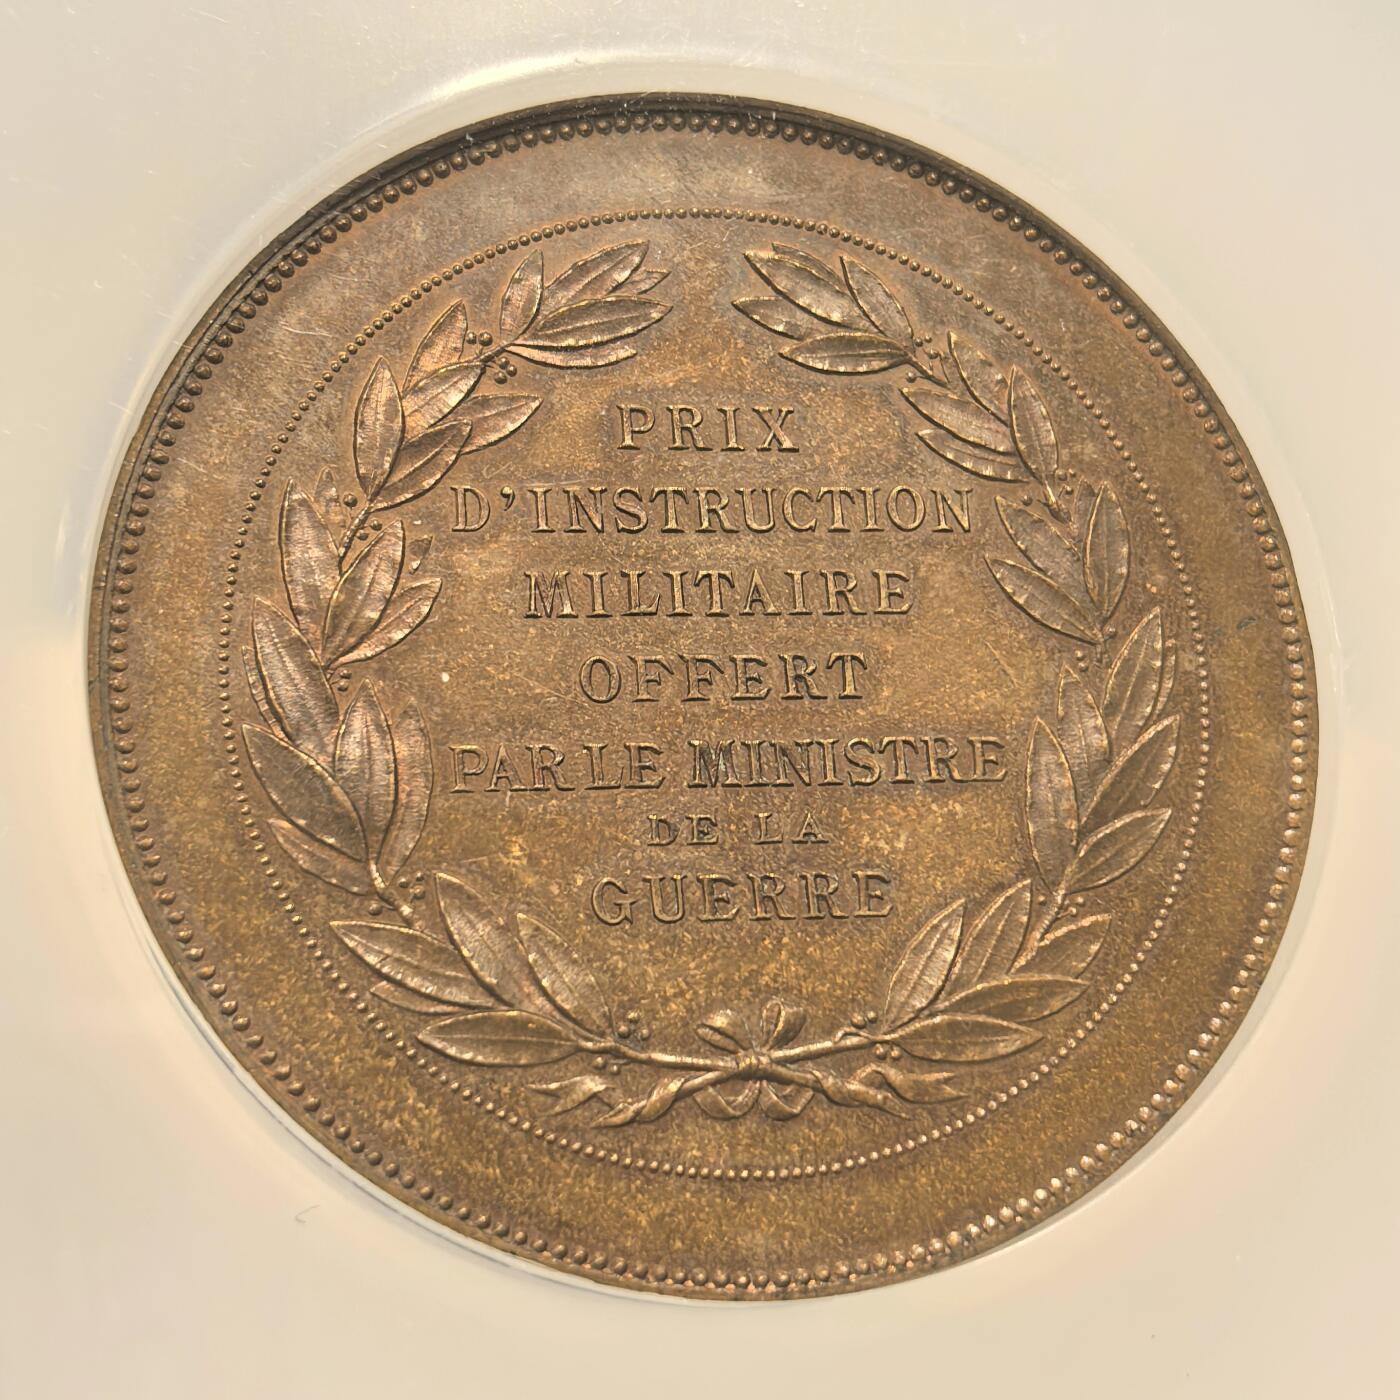 PRIX
D'INSTRUCTION
MILITAIRE
OFFERT
PAR LE MINISTRE
DE LA
GUERRE